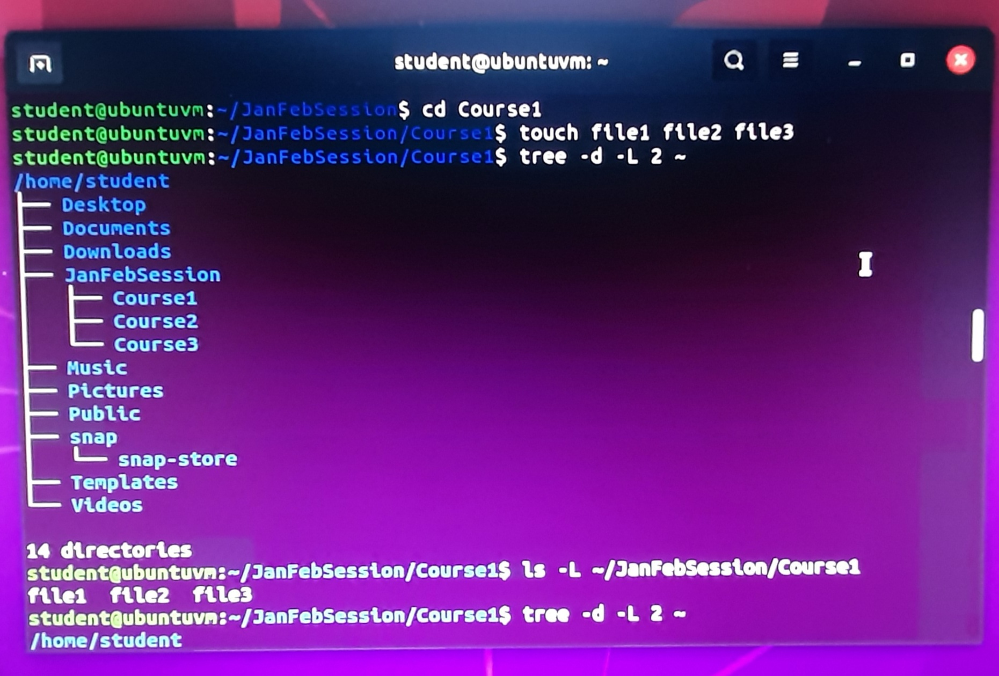 student@ubuntuvm: ~
student@ubuntuvm:~/JanFebSession$ cd Course1
student@ubuntuvm:~/JanFebSession/Course1$ touch file1 file2 file3
student@ubuntuvm:~/JanFebSession/Course1$ tree -d -L 2 ~
/home/student
├── Desktop
├── Documents
├── Downloads
├── JanFebSession
│   ├── Course1
│   ├── Course2
│   └── Course3
├── Music
├── Pictures
├── Public
├── snap
│   └── snap-store
├── Templates
└── Videos
14 directories
student@ubuntuvm:~/JanFebSession/Course1$ ls -L ~/JanFebSession/Course1
file1  file2  file3
student@ubuntuvm:~/JanFebSession/Course1$ tree -d -L 2 ~
/home/student